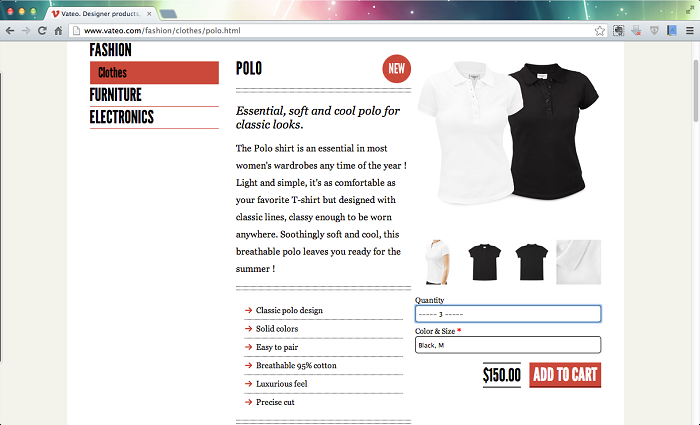 Vateo. Designer products,
www.vateo.com/fashion/clothes/polo.html
FASHION
Clothes
FURNITURE
ELECTRONICS
POLO
NEW
Essential, soft and cool polo for
classic looks.
The Polo shirt is an essential in most
women's wardrobes any time of the year !
Light and simple, it's as comfortable as
your favorite T-shirt but designed with
classic lines, classy enough to be worn
anywhere. Soothingly soft and cool, this
breathable polo leaves you ready for the
summer !
→ Classic polo design
→ Solid colors
→ Easy to pair
→ Breathable 95% cotton
→ Luxurious feel
→ Precise cut
Quantity
----- 3 -----
Color & Size *
Black, M
$150.00
ADD TO CART